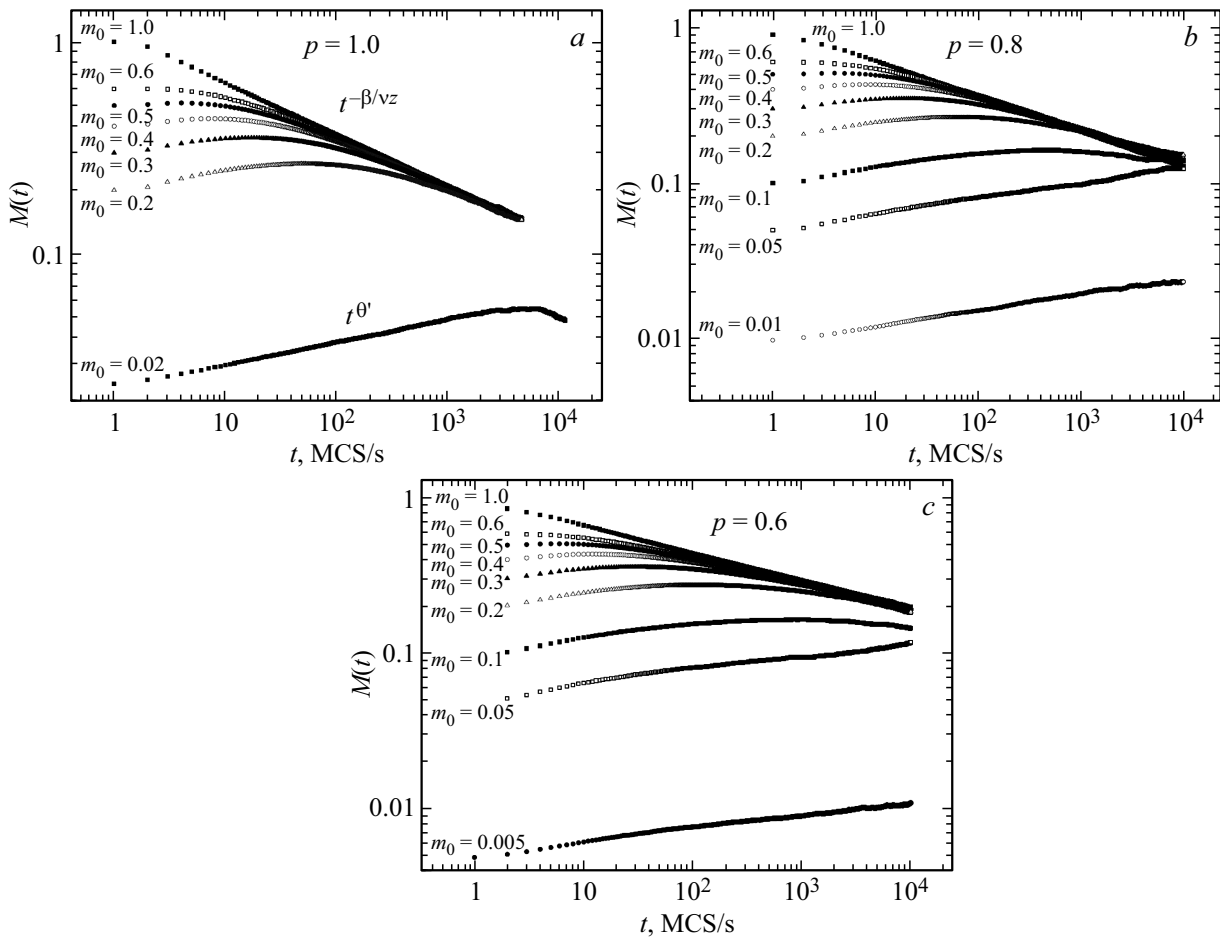 a
p = 1.0
m0 = 1.0
m0 = 0.6
m0 = 0.5
m0 = 0.4
m0 = 0.3
m0 = 0.2
m0 = 0.02
t^−β/νz
t^θ'
M(t)
1
0.1
1 10 10² 10³ 10⁴
t, MCS/s
b
p = 0.8
m0 = 1.0
m0 = 0.6
m0 = 0.5
m0 = 0.4
m0 = 0.3
m0 = 0.2
m0 = 0.1
m0 = 0.05
m0 = 0.01
M(t)
1
0.1
0.01
1 10 10² 10³ 10⁴
t, MCS/s
c
p = 0.6
m0 = 1.0
m0 = 0.6
m0 = 0.5
m0 = 0.4
m0 = 0.3
m0 = 0.2
m0 = 0.1
m0 = 0.05
m0 = 0.005
M(t)
1
0.1
0.01
1 10 10² 10³ 10⁴
t, MCS/s